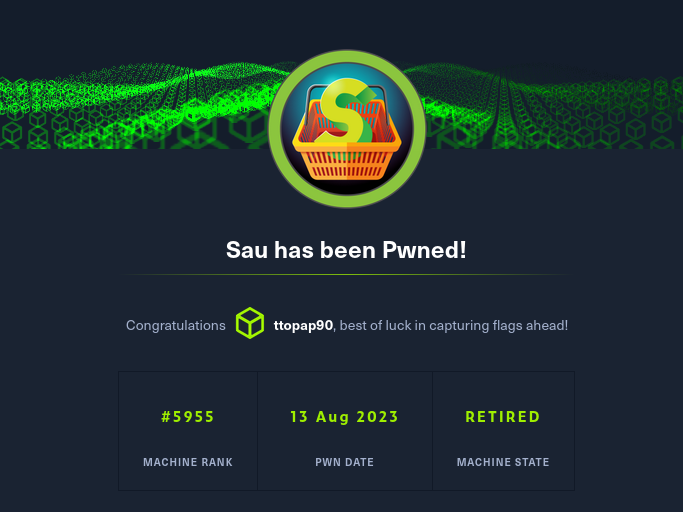 S
Sau has been Pwned!
Congratulations ttopap90, best of luck in capturing flags ahead!
#5955 13 Aug 2023 RETIRED
MACHINE RANK PWN DATE MACHINE STATE